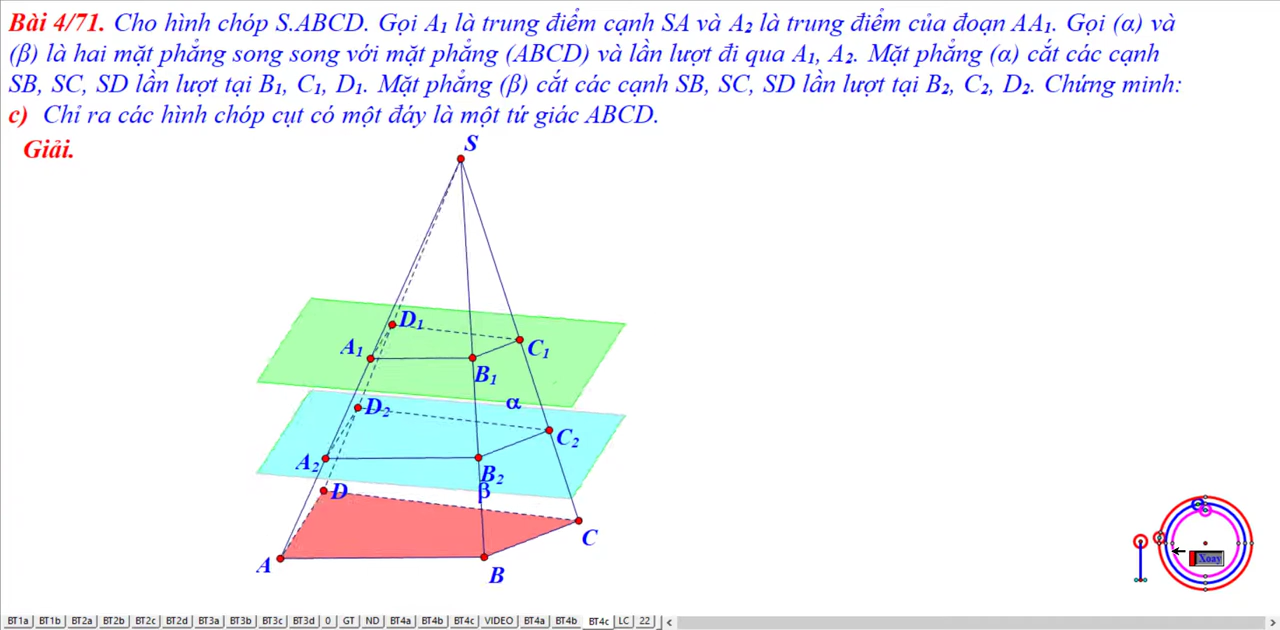 Bài 4/71. Cho hình chóp S.ABCD. Gọi A₁ là trung điểm cạnh SA và A₂ là trung điểm của đoạn AA₁. Gọi (α) và
(β) là hai mặt phẳng song song với mặt phẳng (ABCD) và lần lượt đi qua A₁, A₂. Mặt phẳng (α) cắt các cạnh
SB, SC, SD lần lượt tại B₁, C₁, D₁. Mặt phẳng (β) cắt các cạnh SB, SC, SD lần lượt tại B₂, C₂, D₂. Chứng minh:
c) Chỉ ra các hình chóp cụt có một đáy là một tứ giác ABCD.
Giải.
S
D₁
A₁
C₁
B₁
α
D₂
C₂
A₂
B₂
β
D
C
A
B
Xoay
BT1a BT1b BT2a BT2b BT2c BT2d BT3a BT3b BT3c BT3d 0 GT ND BT4a BT4b BT4c VIDEO BT4a BT4b BT4c LC 22